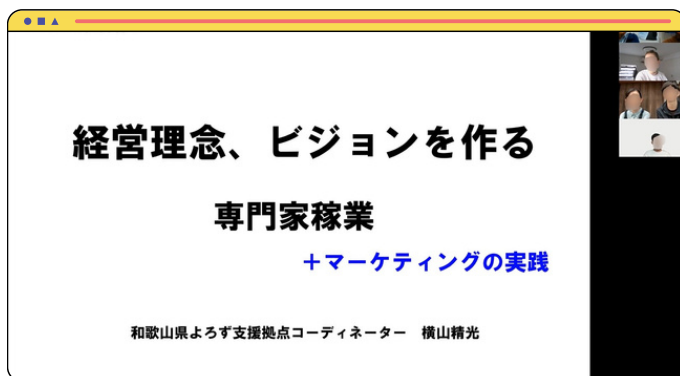 経営理念、ビジョンを作る
専門家稼業
＋マーケティングの実践
和歌山県よろず支援拠点コーディネーター　横山精光